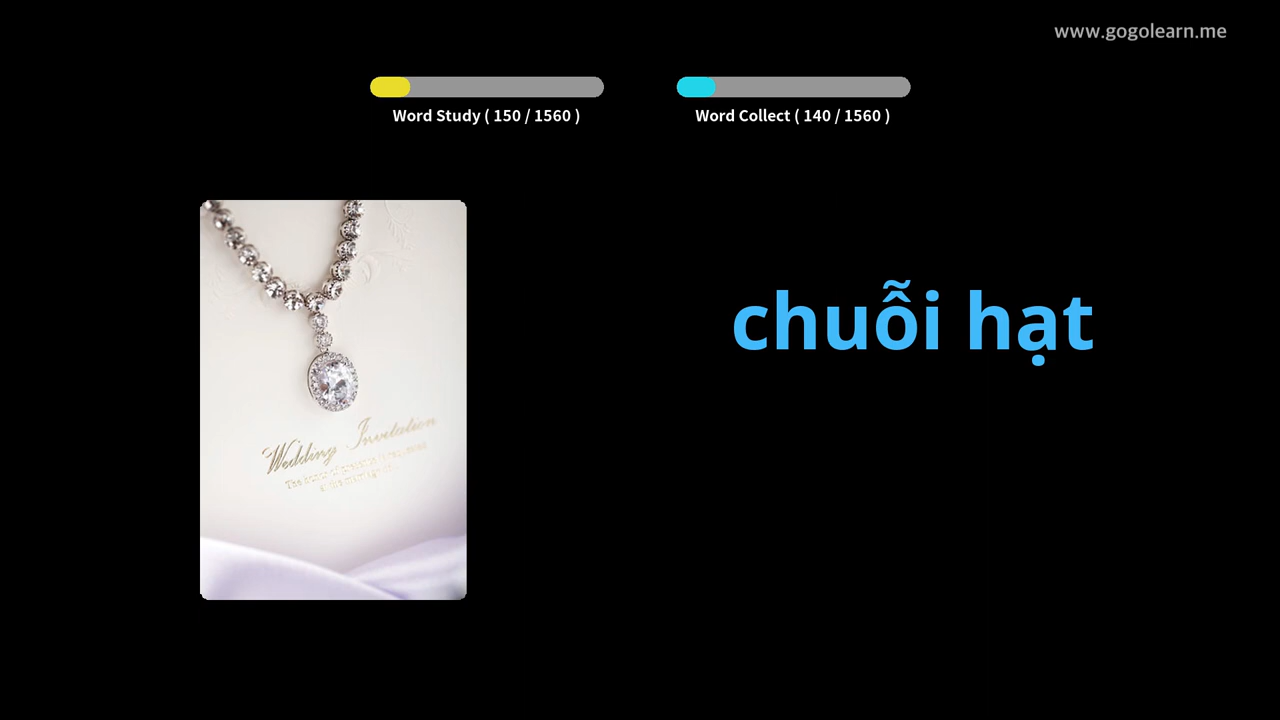 www.gogolearn.me
Word Study ( 150 / 1560 )
Word Collect ( 140 / 1560 )
chuỗi hạt
Wedding Invitation